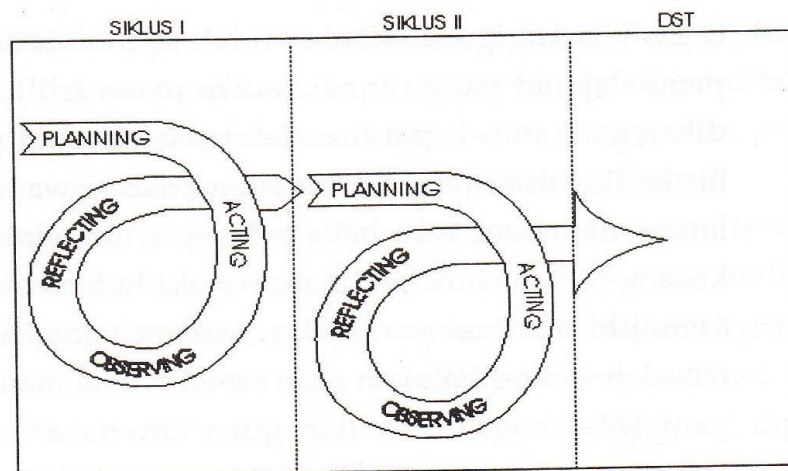 SIKLUS I
SIKLUS II
DST
PLANNING
ACTING
OBSERVING
REFLECTING
PLANNING
ACTING
OBSERVING
REFLECTING